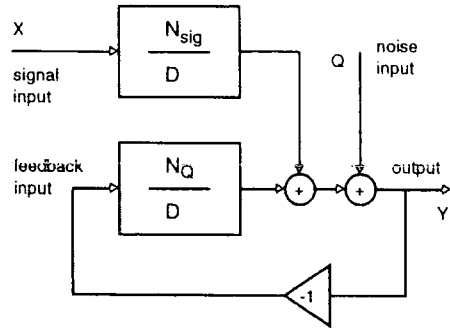 X
N_sig
D
signal
input
Q
noise
input
feedback
input
N_Q
D
+
+
output
Y
-1